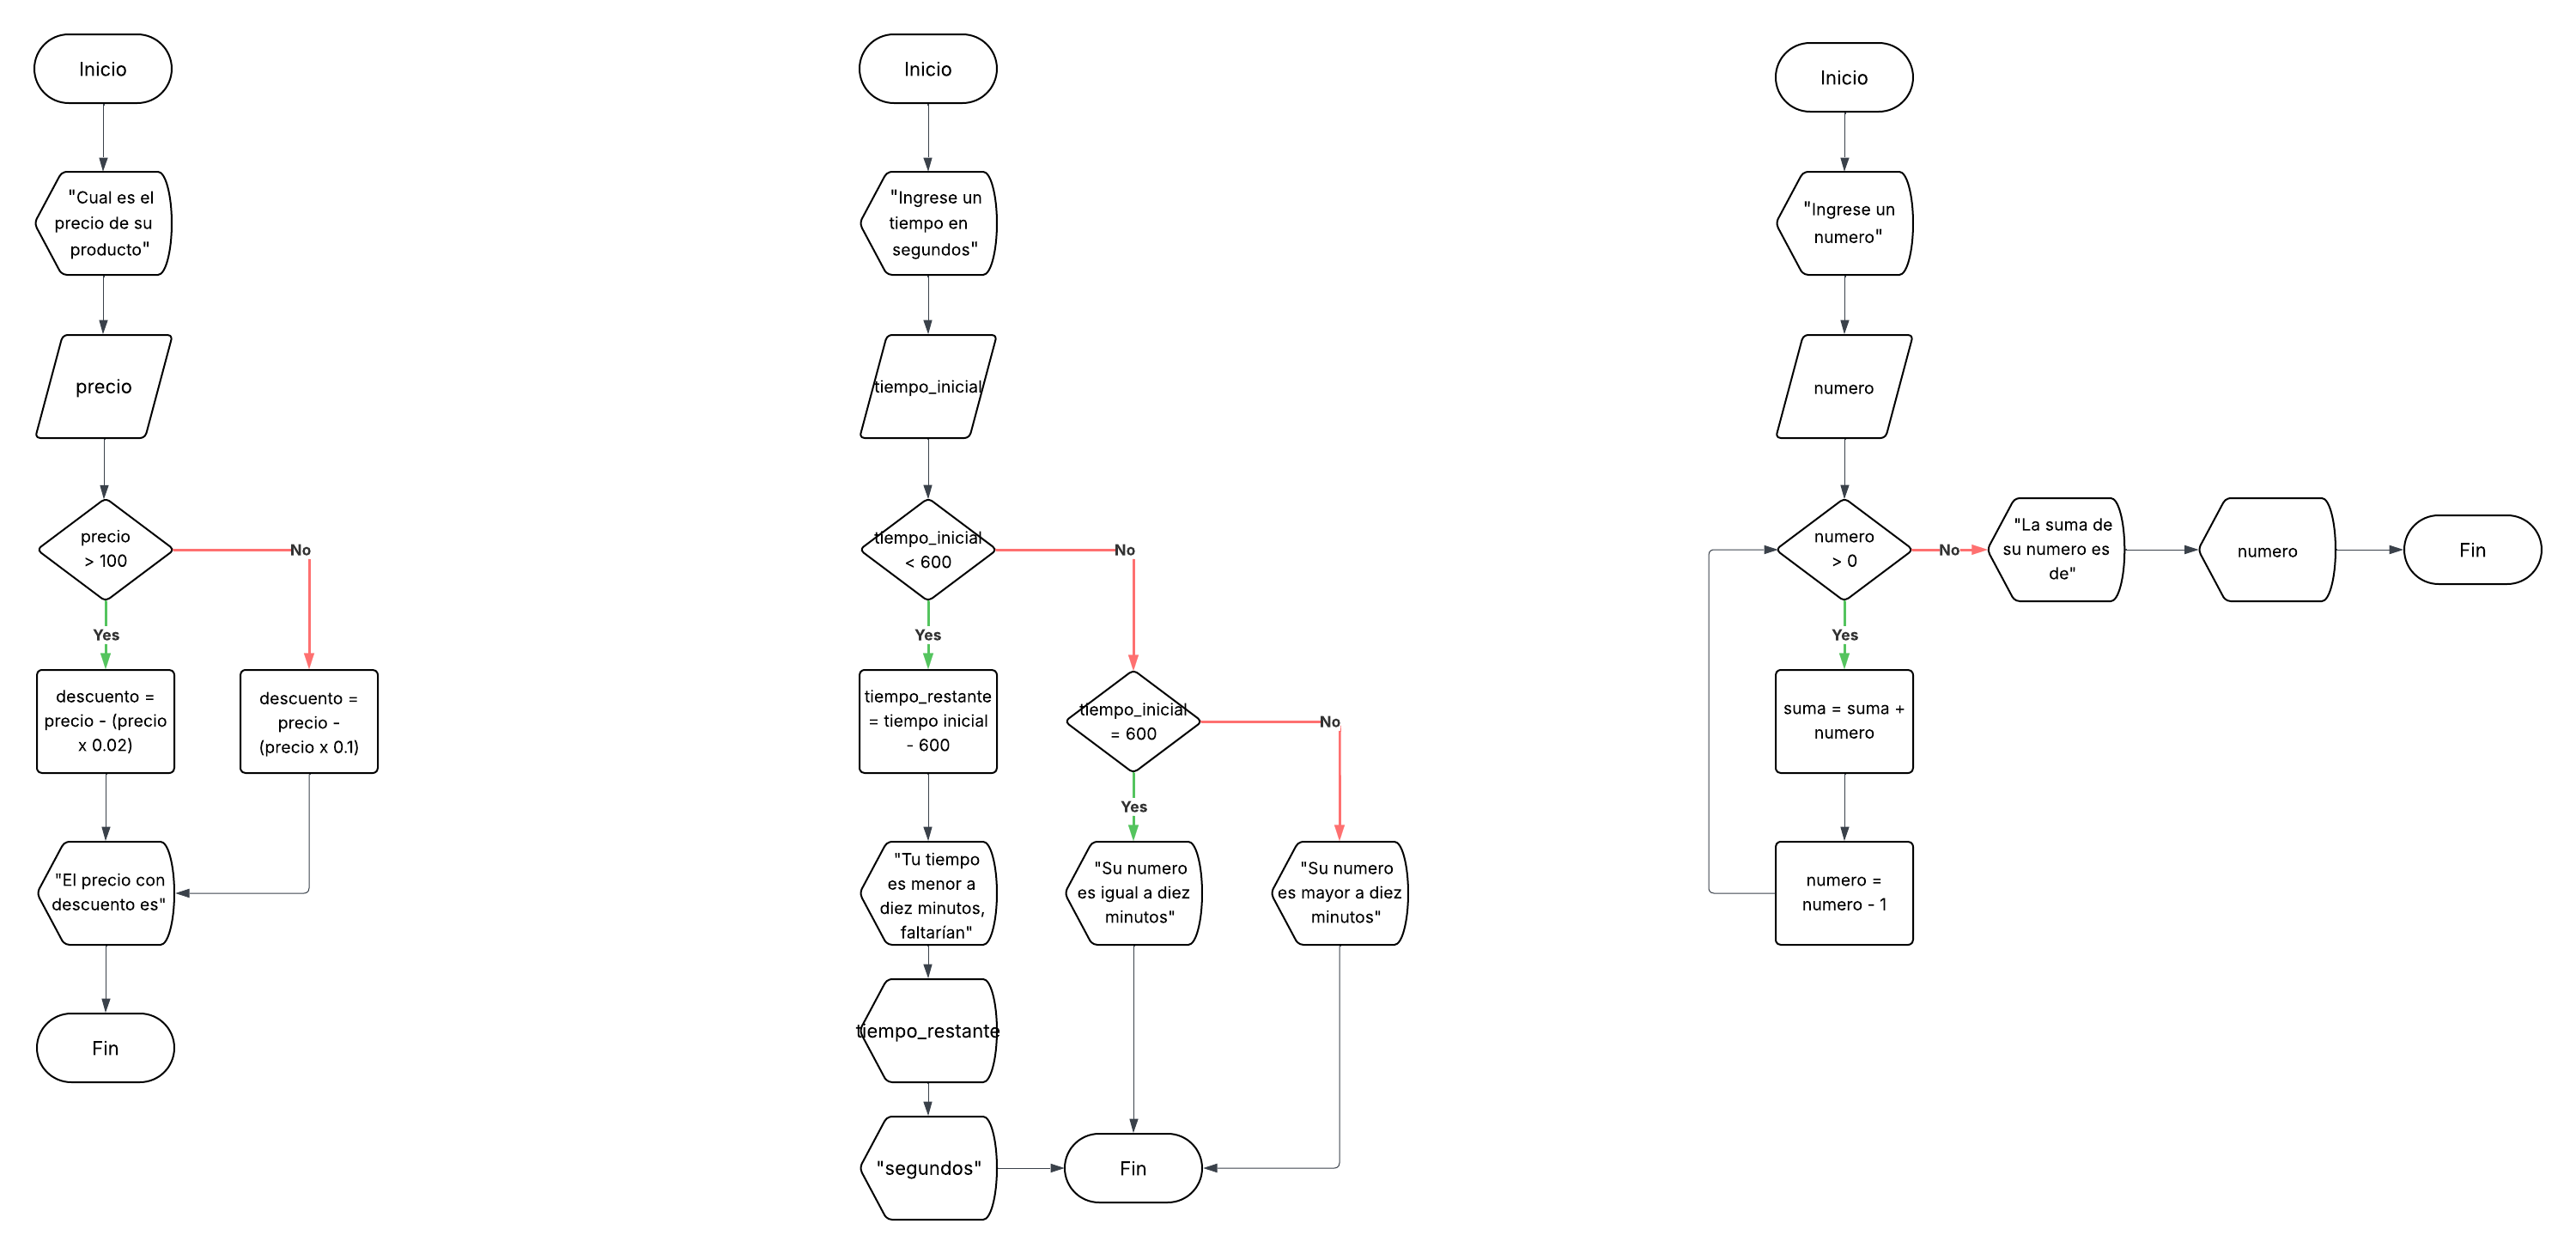 Inicio
"Cual es el
precio de su
producto"
precio
precio
> 100
No
Yes
descuento =
precio - (precio
x 0.02)
descuento =
precio -
(precio x 0.1)
"El precio con
descuento es"
Fin
Inicio
"Ingrese un
tiempo en
segundos"
tiempo_inicial
tiempo_inicial
< 600
No
Yes
tiempo_restante
= tiempo inicial
- 600
tiempo_inicial
= 600
No
Yes
"Tu tiempo
es menor a
diez minutos,
faltarían"
"Su numero
es igual a diez
minutos"
"Su numero
es mayor a diez
minutos"
tiempo_restante
"segundos"
Fin
Inicio
"Ingrese un
numero"
numero
numero
> 0
No
"La suma de
su numero es
de"
numero
Fin
Yes
suma = suma +
numero
numero =
numero - 1